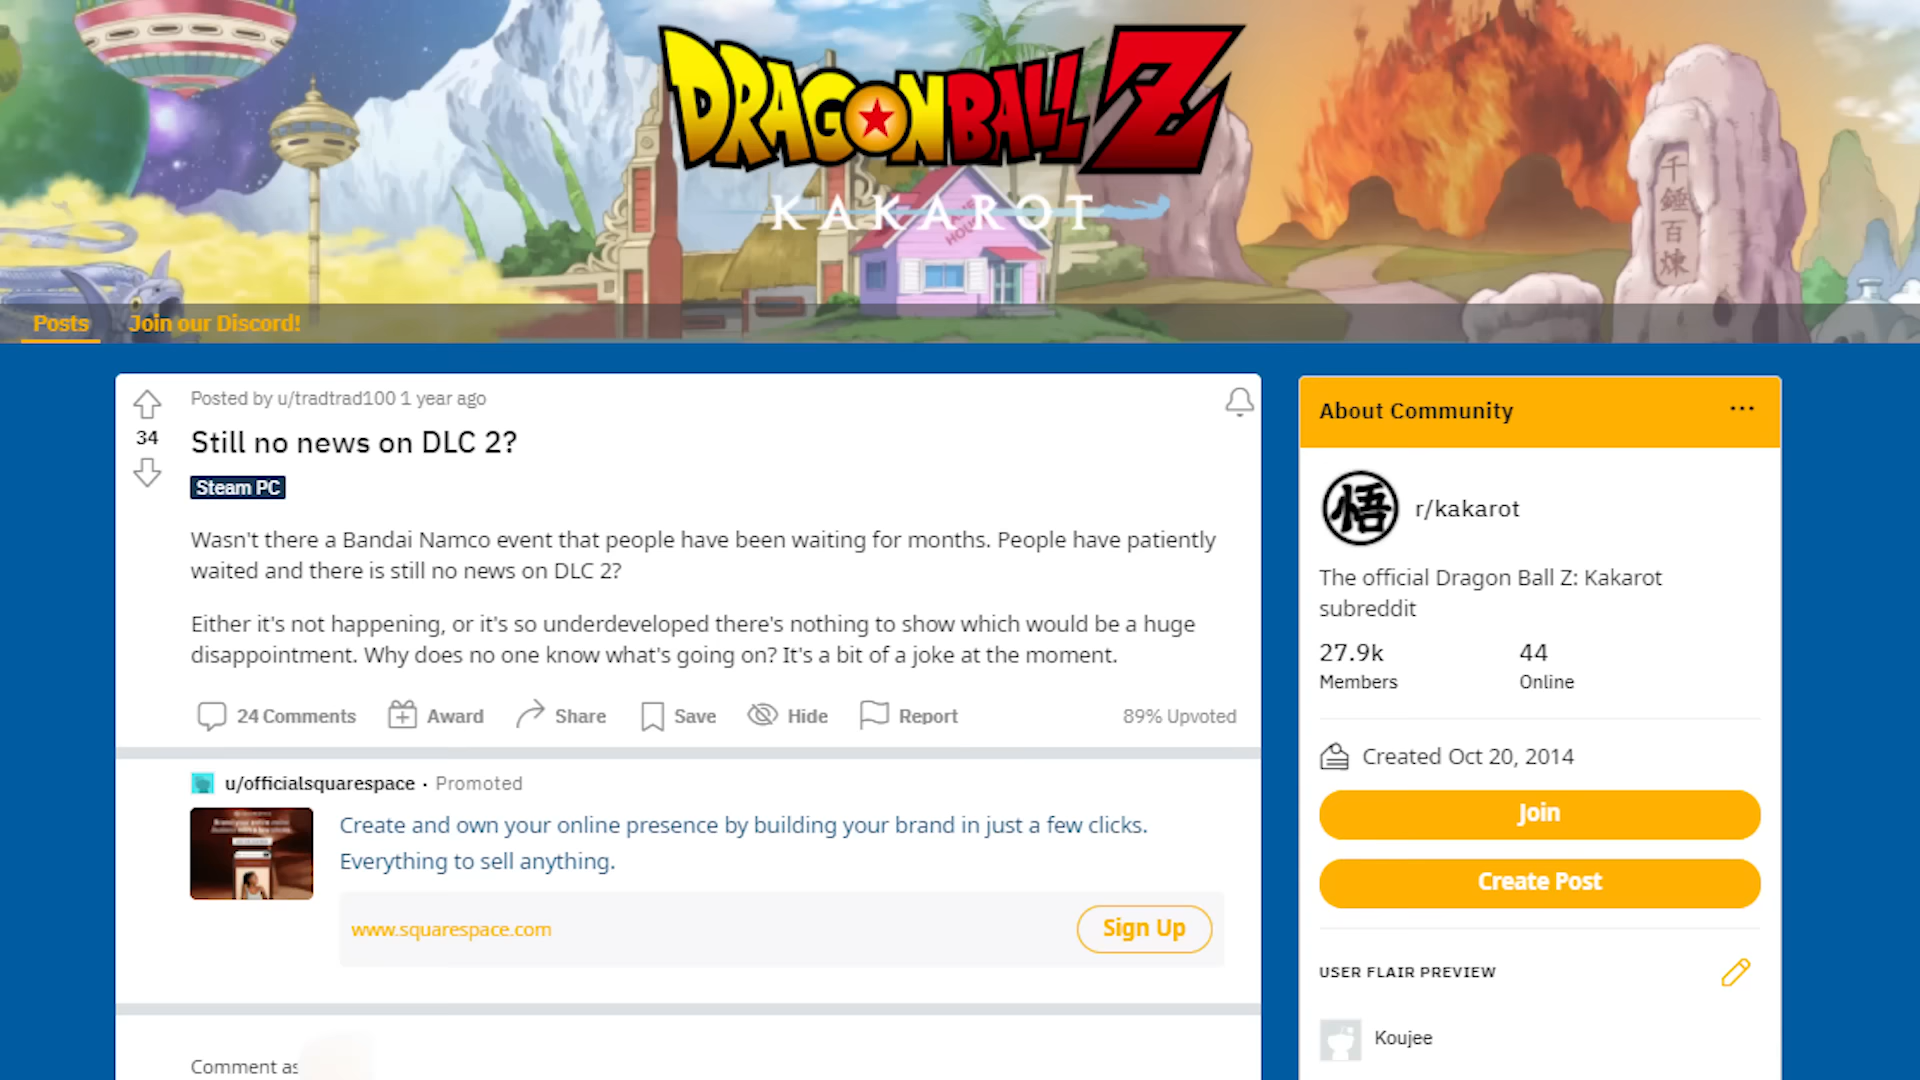 DRAGONBALL Z
KAKAROT
HOUSE
千錘百煉
Posts
Join our Discord!
34
Posted by u/tradtrad100 1 year ago
Still no news on DLC 2?
Steam PC
Wasn't there a Bandai Namco event that people have been waiting for months. People have patiently
waited and there is still no news on DLC 2?
Either it's not happening, or it's so underdeveloped there's nothing to show which would be a huge
disappointment. Why does no one know what's going on? It's a bit of a joke at the moment.
24 Comments Award Share Save Hide Report 89% Upvoted
u/officialsquarespace · Promoted
Create and own your online presence by building your brand in just a few clicks.
Everything to sell anything.
www.squarespace.com
Sign Up
Comment as
About Community
悟
r/kakarot
The official Dragon Ball Z: Kakarot
subreddit
27.9k 44
Members Online
Created Oct 20, 2014
Join
Create Post
USER FLAIR PREVIEW
Koujee